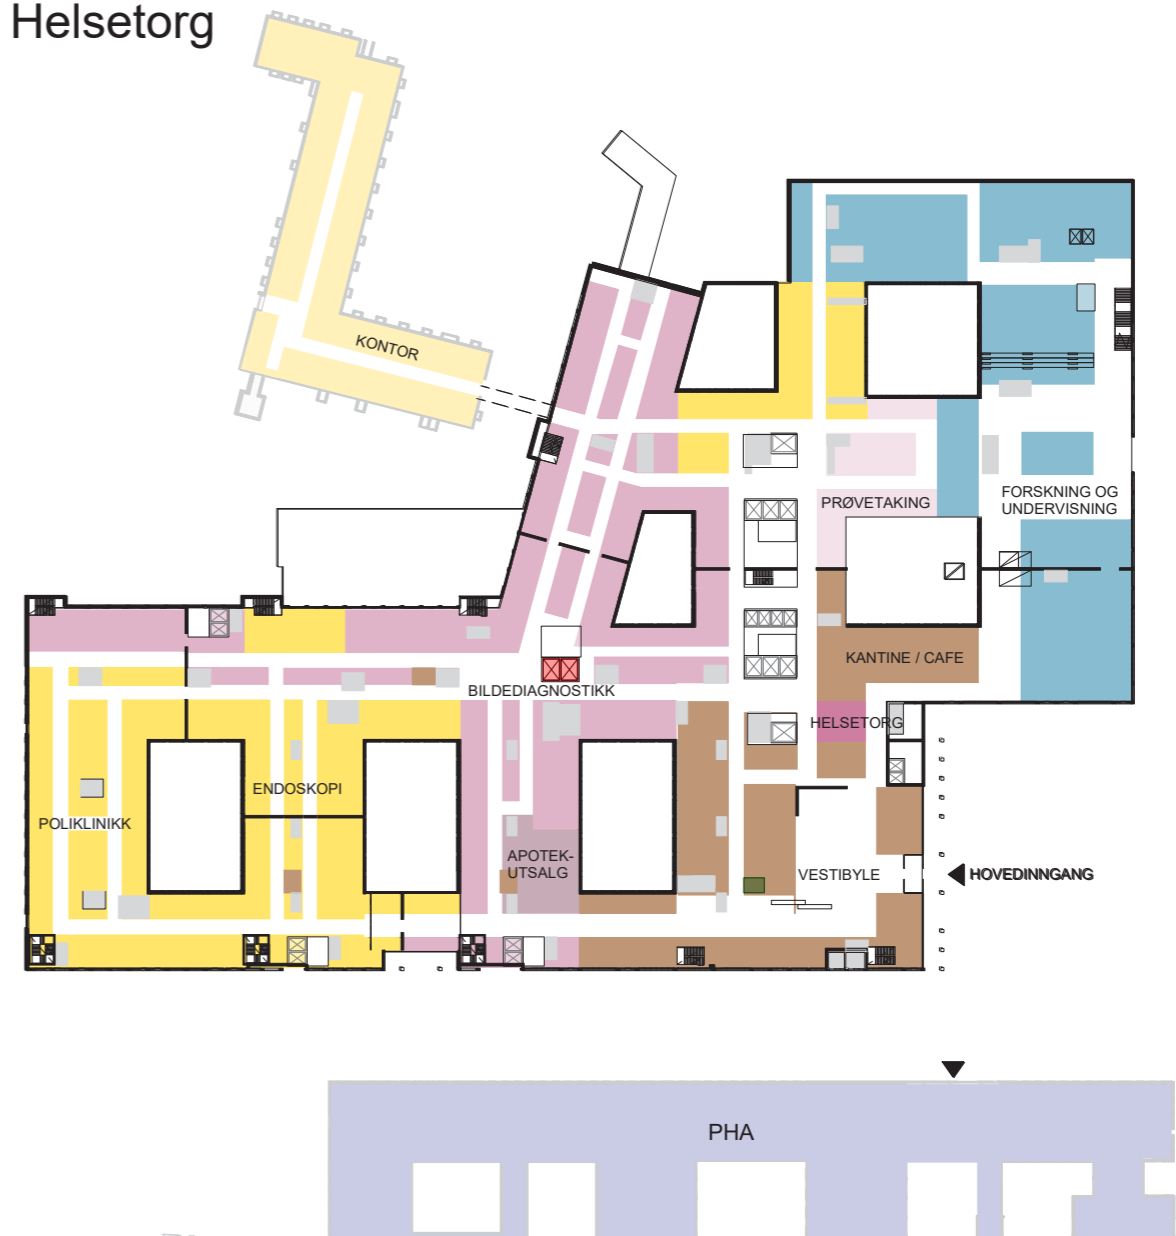 Helsetorg
KONTOR
PRØVETAKING
FORSKNING OG
UNDERVISNING
KANTINE / CAFE
BILDEDIAGNOSTIKK
HELSETORG
ENDOSKOPI
POLIKLINIKK
APOTEK-
UTSALG
VESTIBYLE
HOVEDINNGANG
PHA